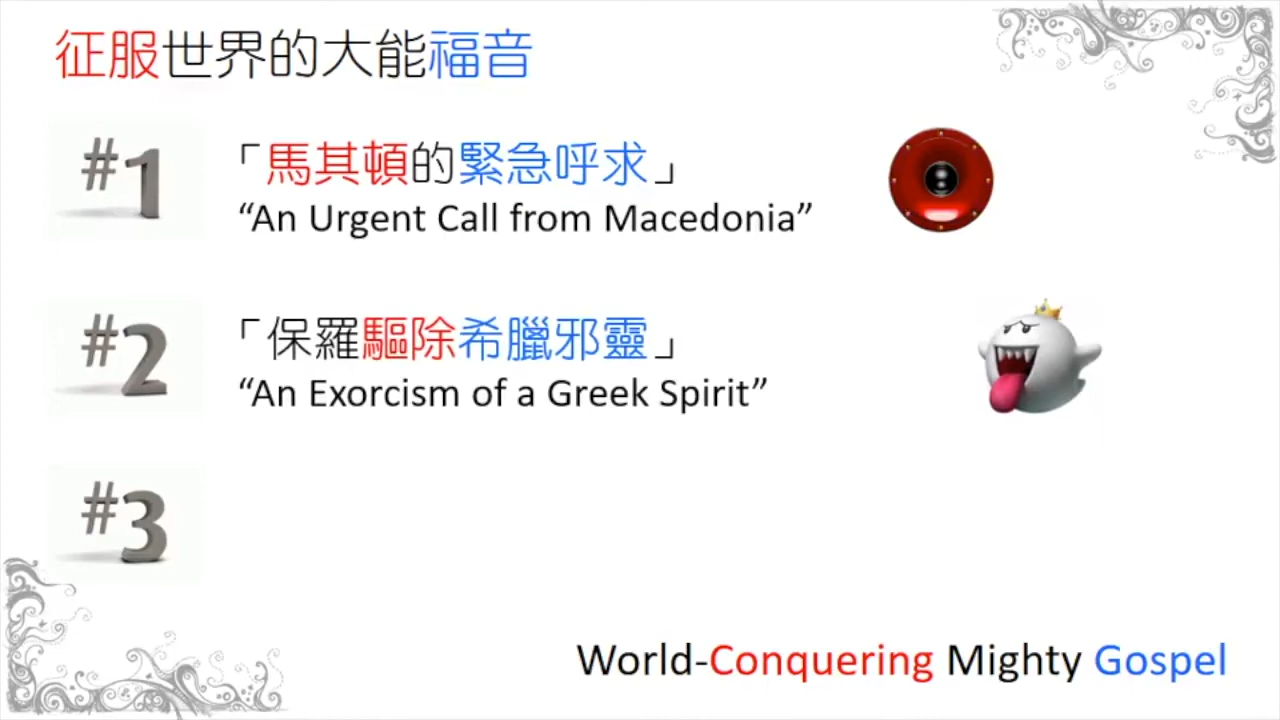 征服世界的大能福音
#1
「馬其頓的緊急呼求」
“An Urgent Call from Macedonia”
#2
「保羅驅除希臘邪靈」
“An Exorcism of a Greek Spirit”
#3
World-Conquering Mighty Gospel